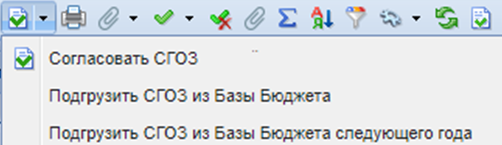 Согласовать СГОЗ
Подгрузить СГОЗ из Базы Бюджета
Подгрузить СГОЗ из Базы Бюджета следующего года